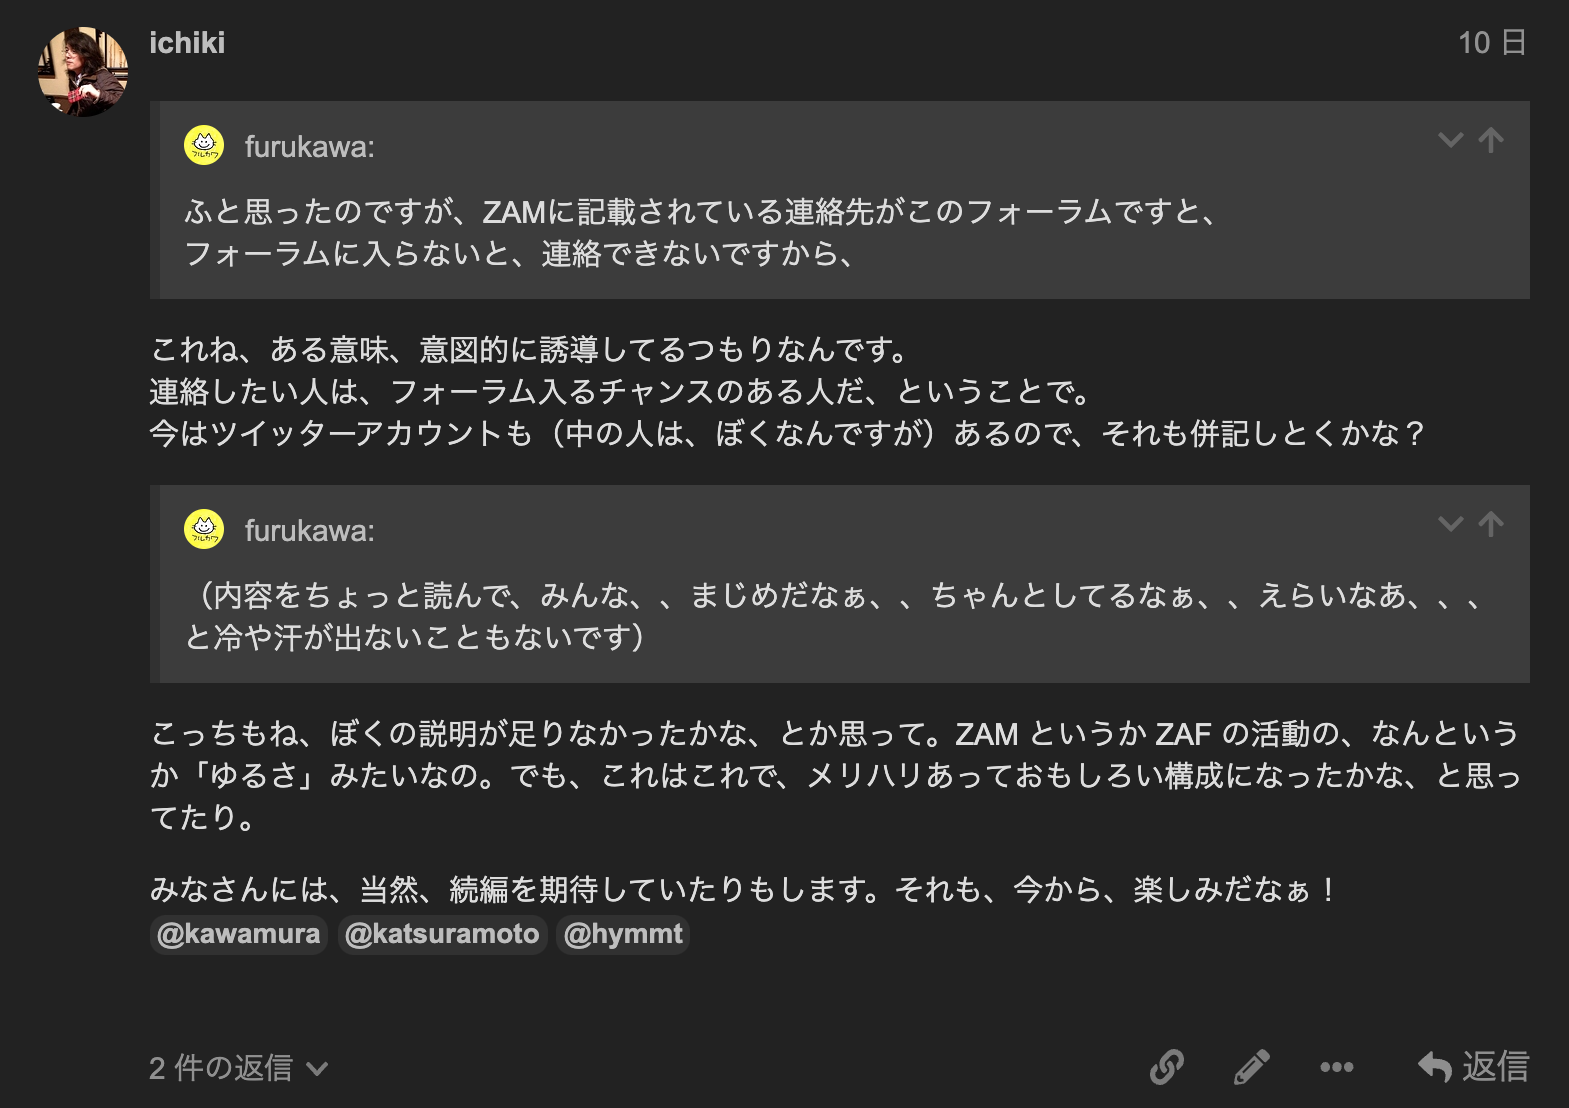 ichiki
10 日
furukawa:
ふと思ったのですが、ZAMに記載されている連絡先がこのフォーラムですと、
フォーラムに入らないと、連絡できないですから、
これね、ある意味、意図的に誘導してるつもりなんです。
連絡したい人は、フォーラム入るチャンスのある人だ、ということで。
今はツイッターアカウントも（中の人は、ぼくなんですが）あるので、それも併記しとくかな？
furukawa:
（内容をちょっと読んで、みんな、、まじめだなぁ、、ちゃんとしてるなぁ、、えらいなあ、、、
と冷や汗が出ないこともないです）
こっちもね、ぼくの説明が足りなかったかな、とか思って。ZAM というか ZAF の活動の、なんという
か「ゆるさ」みたいなの。でも、これはこれで、メリハリあっておもしろい構成になったかな、と思っ
てたり。
みなさんには、当然、続編を期待していたりもします。それも、今から、楽しみだなぁ！
@kawamura @katsuramoto @hymmt
2 件の返信
返信